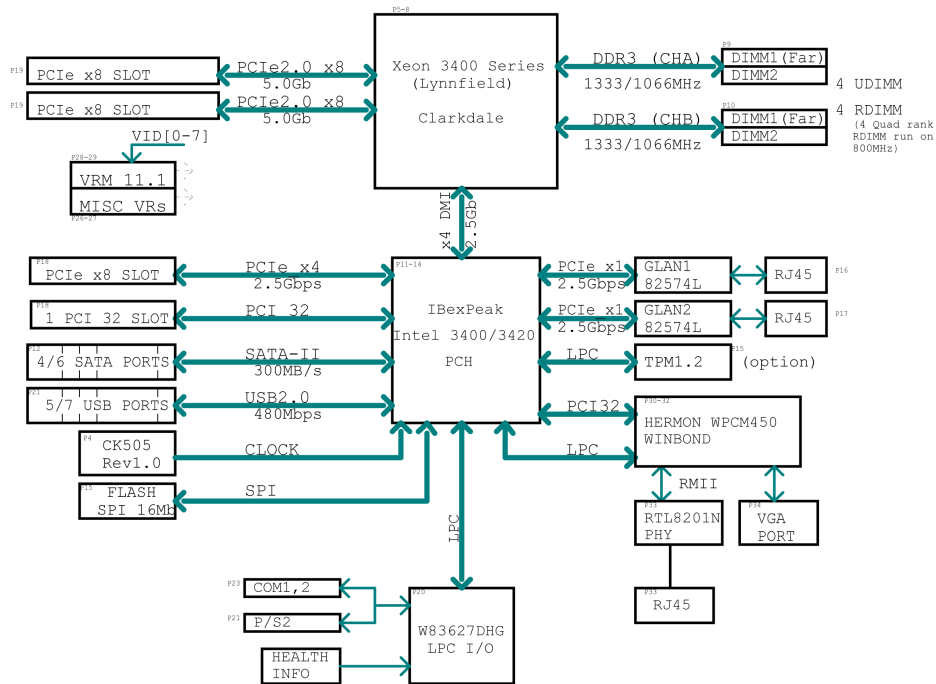 P5-8
Xeon 3400 Series
(Lynnfield)
Clarkdale
P19
PCIe x8 SLOT
PCIe2.0 x8
5.0Gb
P19
PCIe x8 SLOT
PCIe2.0 x8
5.0Gb
DDR3 (CHA)
1333/1066MHz
P9
DIMM1(Far)
DIMM2
DDR3 (CHB)
1333/1066MHz
P10
DIMM1(Far)
DIMM2
4 UDIMM
4 RDIMM
(4 Quad rank
RDIMM run on
800MHz)
VID[0-7]
P28-29
VRM 11.1
MISC VRs
P26-27
x4 DMI
2.5Gb
P11-14
IBexPeak
Intel 3400/3420
PCH
P18
PCIe x8 SLOT
PCIe x4
2.5Gbps
P18
1 PCI 32 SLOT
PCI 32
P12
4/6 SATA PORTS
SATA-II
300MB/s
P21
5/7 USB PORTS
USB2.0
480Mbps
P4
CK505
Rev1.0
CLOCK
P15
FLASH
SPI 16Mb
SPI
PCIe x1
2.5Gbps
GLAN1
82574L
RJ45
P16
PCIe x1
2.5Gbps
GLAN2
82574L
RJ45
P17
LPC
TPM1.2
P15
(option)
PCI32
LPC
P30-32
HERMON WPCM450
WINBOND
RMII
P33
RTL8201N
PHY
P34
VGA
PORT
P33
RJ45
LPC
P23
COM1,2
P21
P/S2
HEALTH
INFO
P20
W83627DHG
LPC I/O